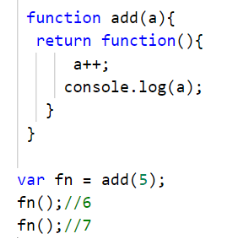 function add(a){
return function(){
a++;
console.log(a);
}
}
var fn = add(5);
fn();//6
fn();//7